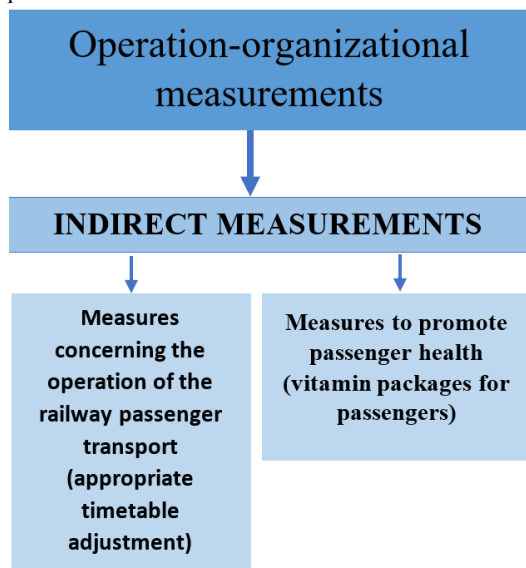 Operation-organizational
measurements
INDIRECT MEASUREMENTS
Measures
concerning the
operation of the
railway passenger
transport
(appropriate
timetable
adjustment)
Measures to promote
passenger health
(vitamin packages for
passengers)